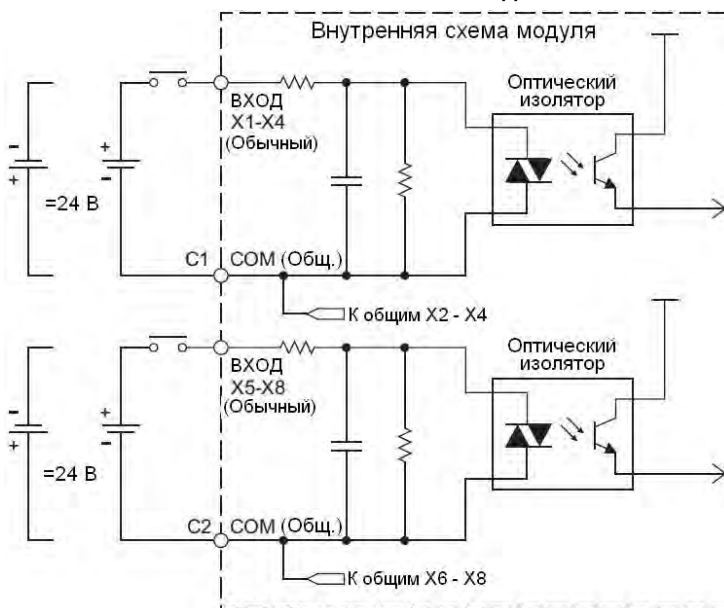 Внутренняя схема модуля
Оптический
изолятор
ВХОД
X1-X4
(Обычный)
-
+
+
-
=24 В
C1
COM (Общ.)
К общим X2 - X4
Оптический
изолятор
ВХОД
X5-X8
(Обычный)
-
+
+
-
=24 В
C2
COM (Общ.)
К общим X6 - X8